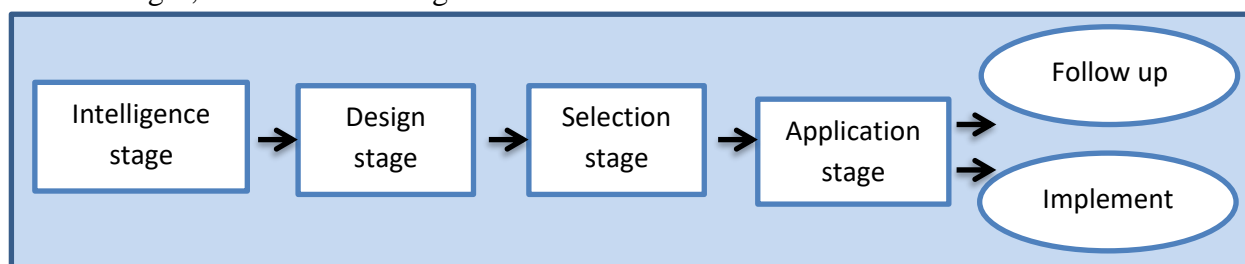 Intelligence
stage
Design
stage
Selection
stage
Application
stage
Follow up
Implement